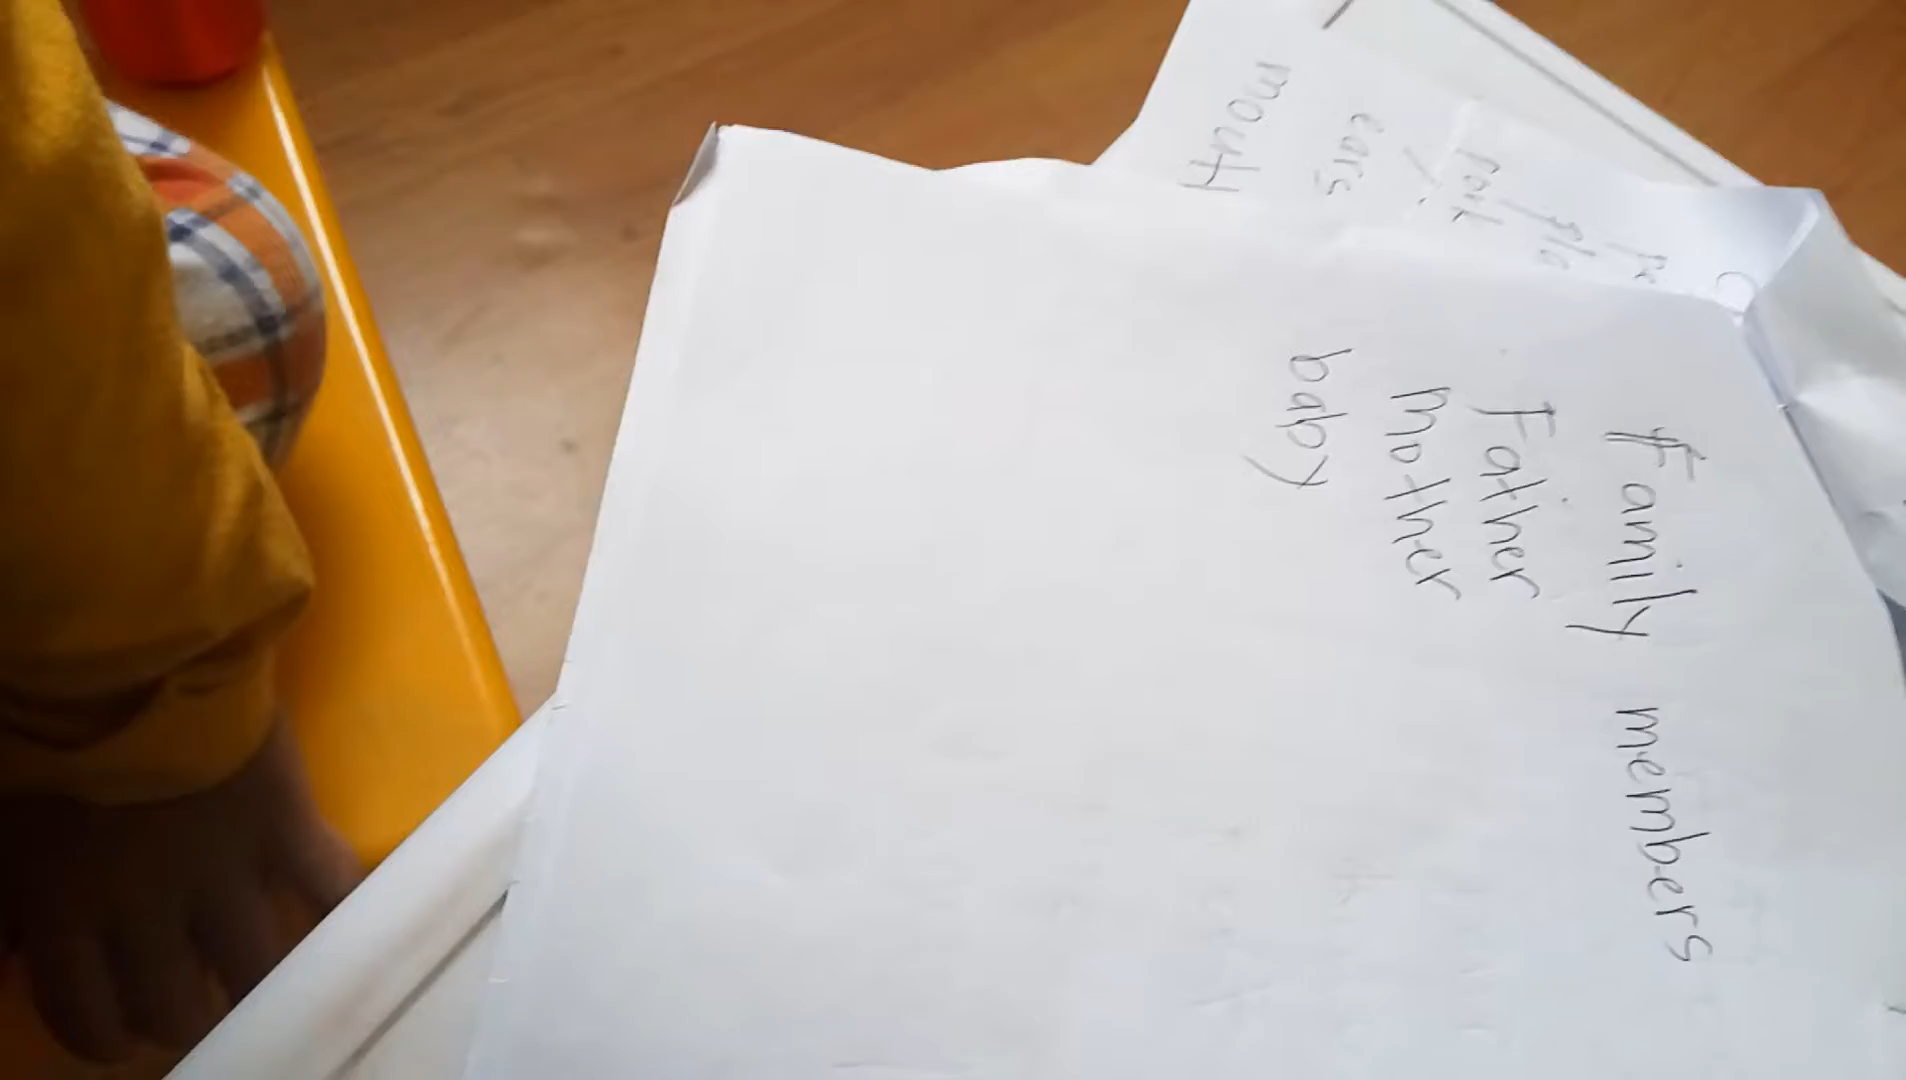 Family members
Father
Mother
baby
ears
mouth